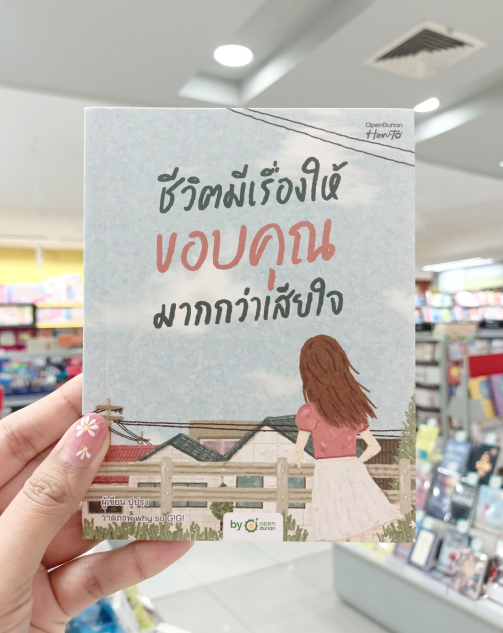 OpenDurian
HowTo
ชีวิตมีเรื่องให้
ขอบคุณ
มากกว่าเสียใจ
ผู้เขียน ปูปรุง
วาดภาพ why so G!G!
by open
durian